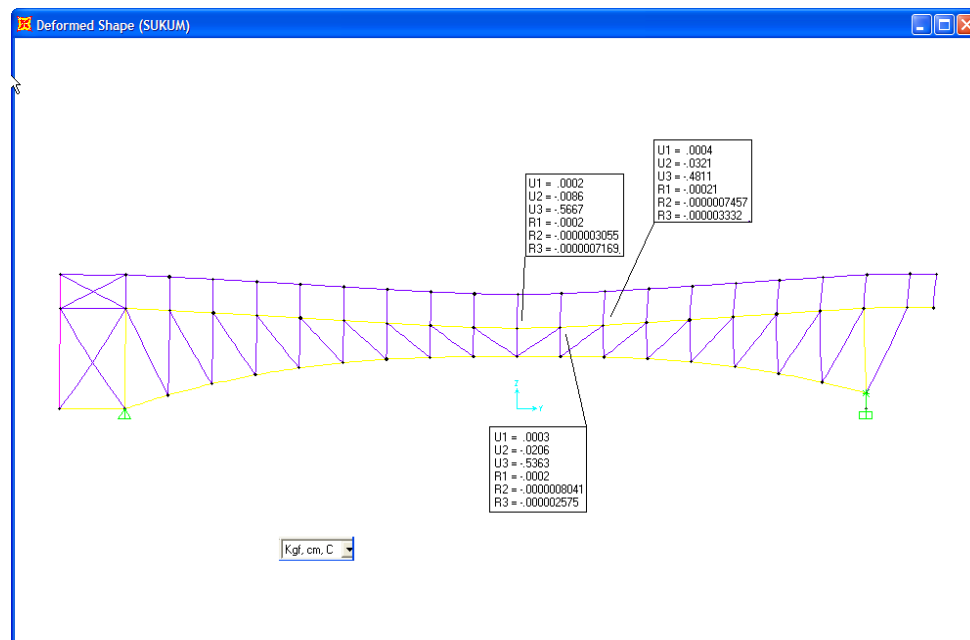 Deformed Shape (SUKUM)
U1 = .0004
U2 = -.0321
U3 = -.4811
R1 = -.00021
R2 = -.0000007457
R3 = -.000003332
U1 = .0002
U2 = -.0086
U3 = -.5667
R1 = -.0002
R2 = -.0000003055
R3 = -.0000007169
Z
Y
U1 = .0003
U2 = -.0206
U3 = -.5363
R1 = -.0002
R2 = -.0000008041
R3 = -.000002575
Kgf, cm, C